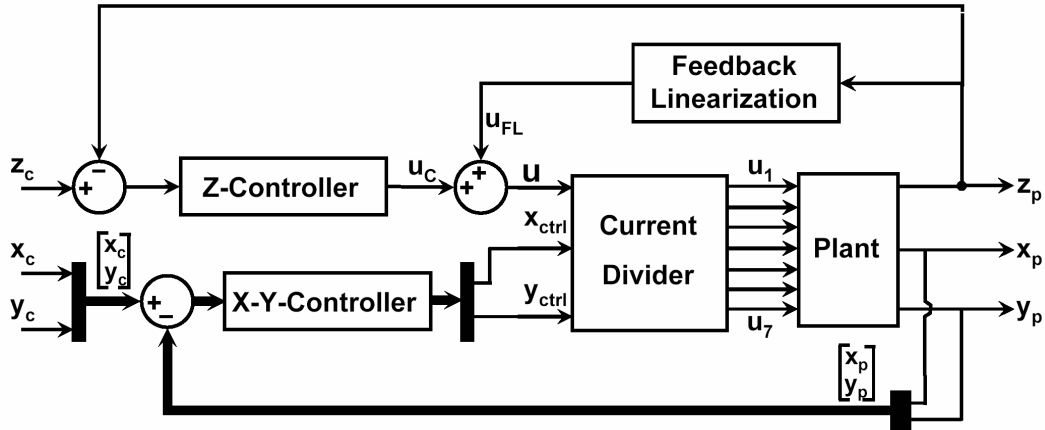 Feedback
Linearization
u_FL
z_c
−
+
Z-Controller
u_C
+
+
u
u_1
z_p
x_ctrl
Current
Divider
Plant
x_c
[x_c
y_c]
x_p
y_c
+
−
X-Y-Controller
y_ctrl
u_7
y_p
[x_p
y_p]